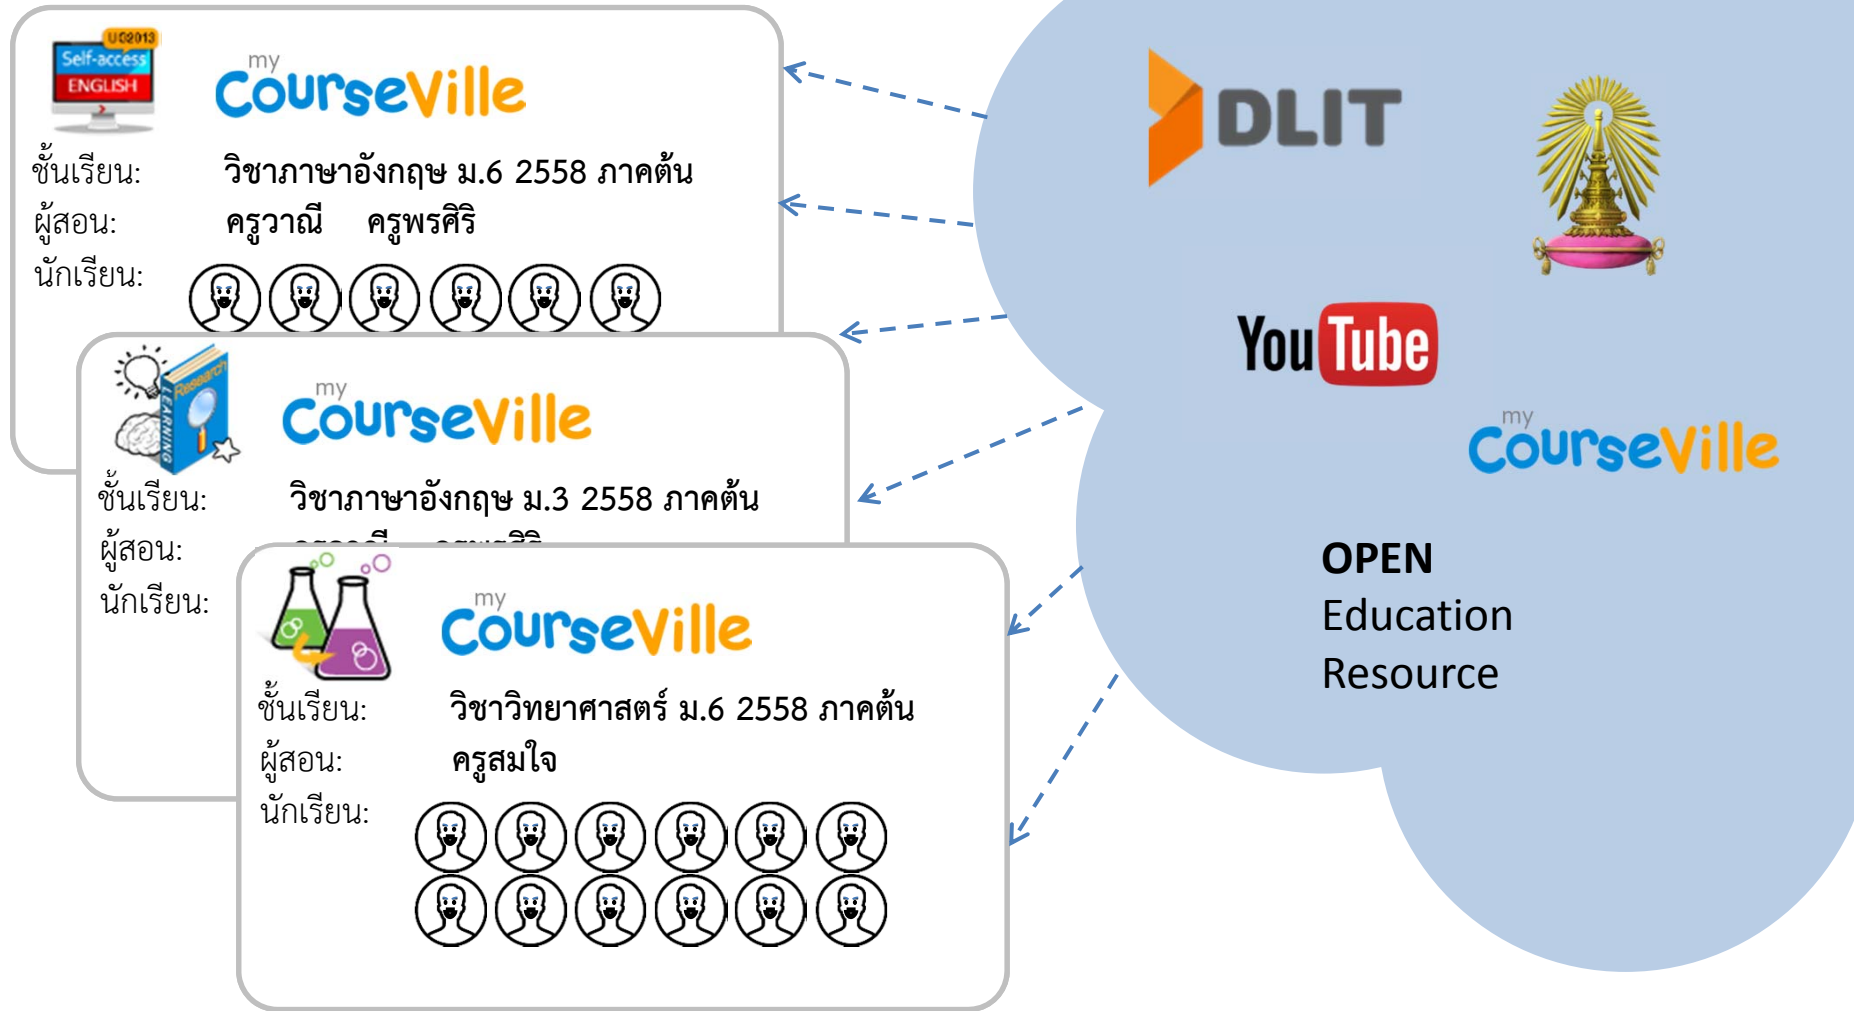 UG2013
Self-access
ENGLISH
my
CourseVille
ชั้นเรียน: วิชาภาษาอังกฤษ ม.6 2558 ภาคต้น
ผู้สอน: ครูวาณี ครูพรศิริ
นักเรียน:
Research
LEARNING
my
CourseVille
ชั้นเรียน: วิชาภาษาอังกฤษ ม.3 2558 ภาคต้น
ผู้สอน:
นักเรียน:
my
CourseVille
ชั้นเรียน: วิชาวิทยาศาสตร์ ม.6 2558 ภาคต้น
ผู้สอน: ครูสมใจ
นักเรียน:
DLIT
YouTube
my
CourseVille
OPEN
Education
Resource